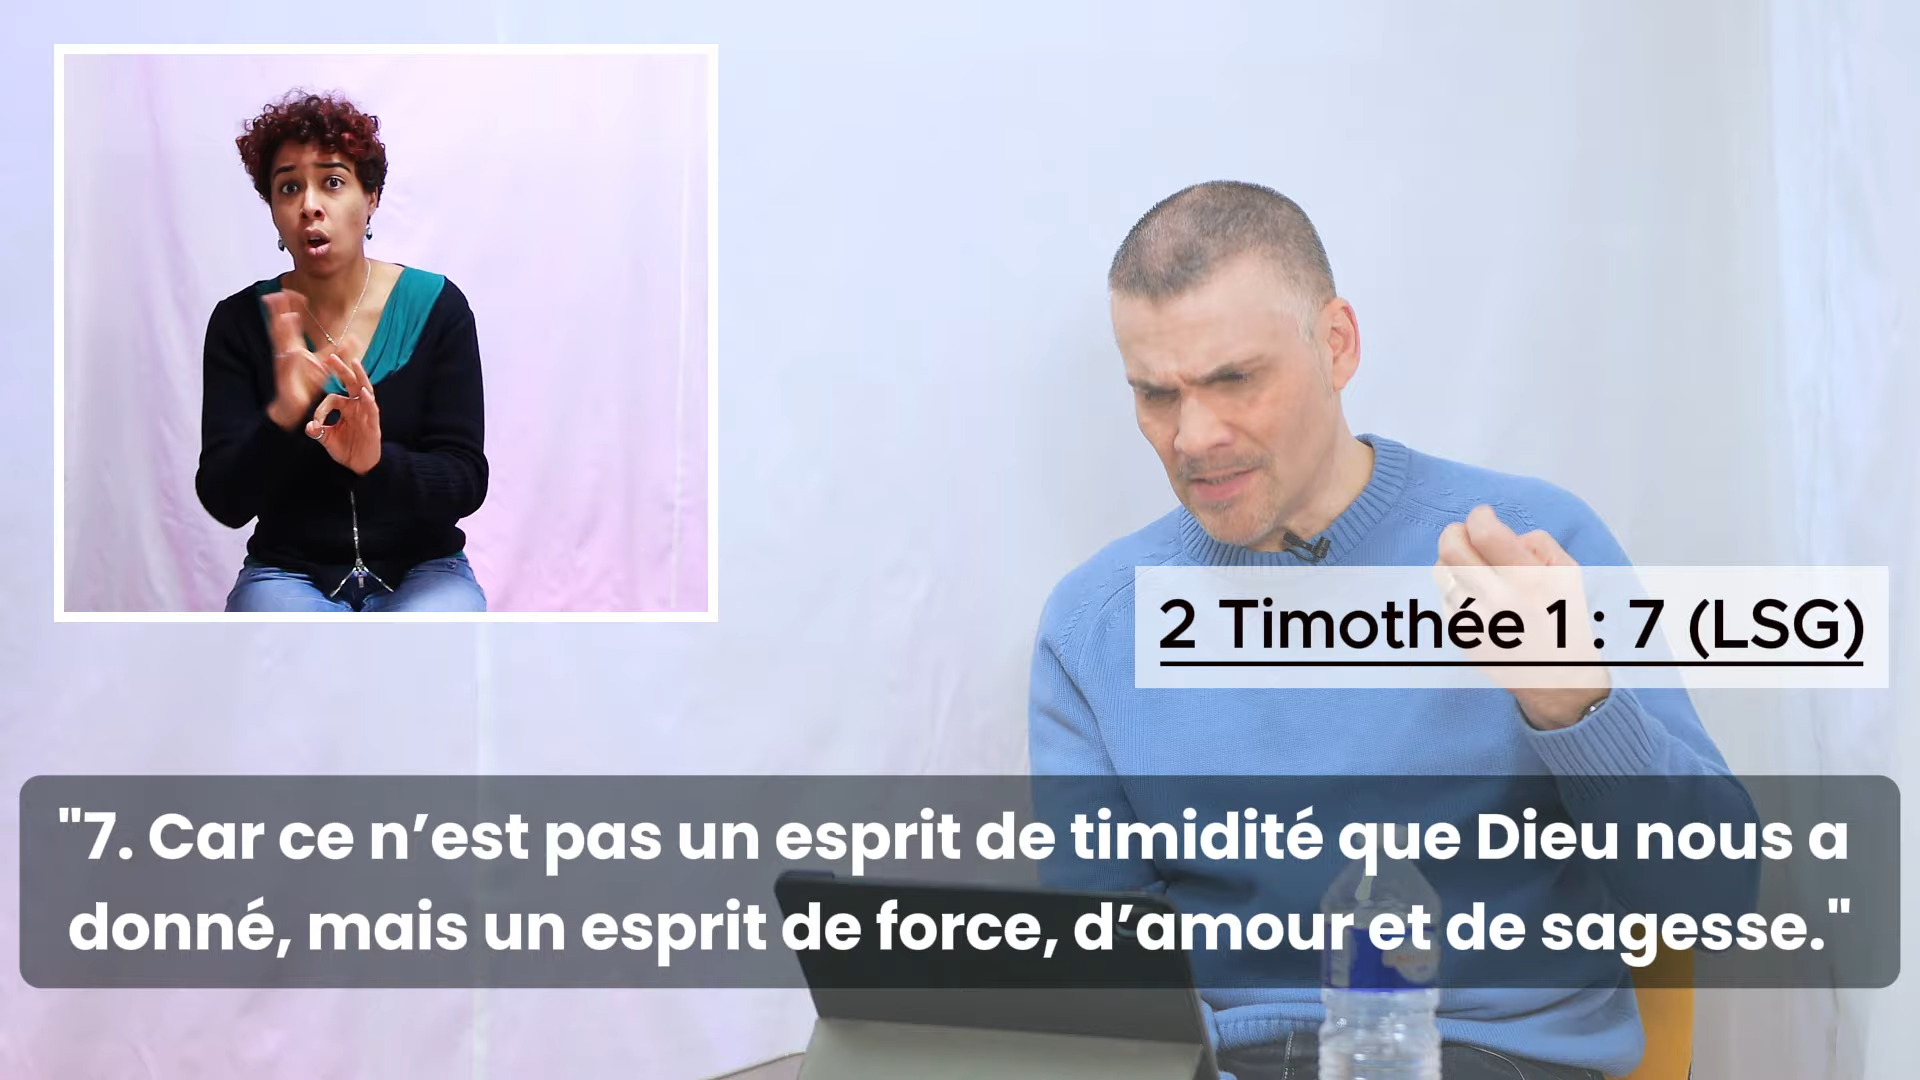 2 Timothée 1 : 7 (LSG)
"7. Car ce n’est pas un esprit de timidité que Dieu nous a
donné, mais un esprit de force, d’amour et de sagesse."